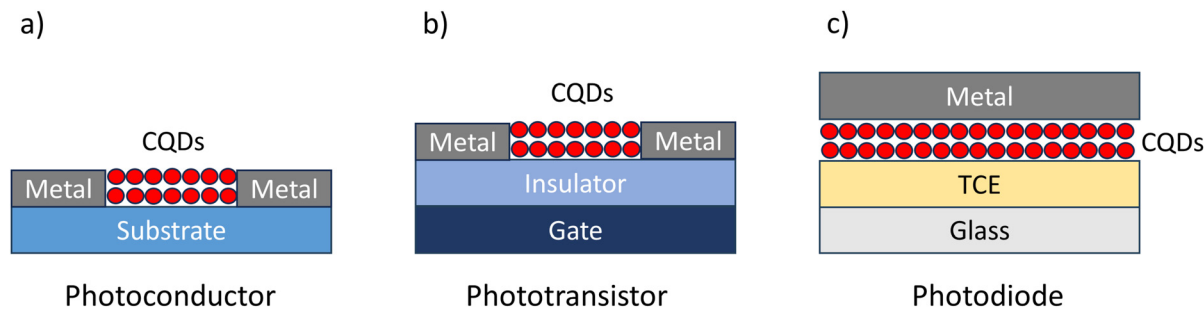 a)
CQDs
Metal
Metal
Substrate
Photoconductor
b)
CQDs
Metal
Metal
Insulator
Gate
Phototransistor
c)
Metal
CQDs
TCE
Glass
Photodiode